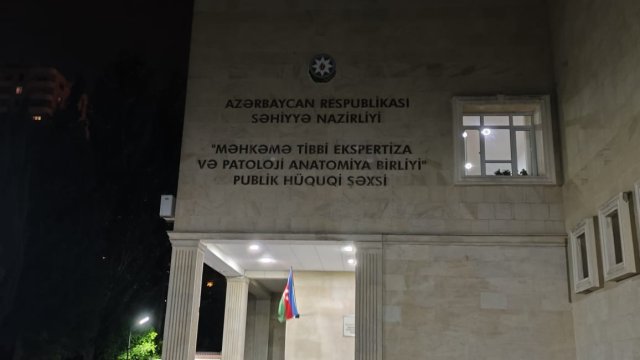 AZƏRBAYCAN RESPUBLİKASI
SƏHİYYƏ NAZİRLİYİ
"MƏHKƏMƏ TİBBİ EKSPERTİZA
VƏ PATOLOJİ ANATOMİYA BİRLİYİ"
PUBLİK HÜQUQİ ŞƏXSİ